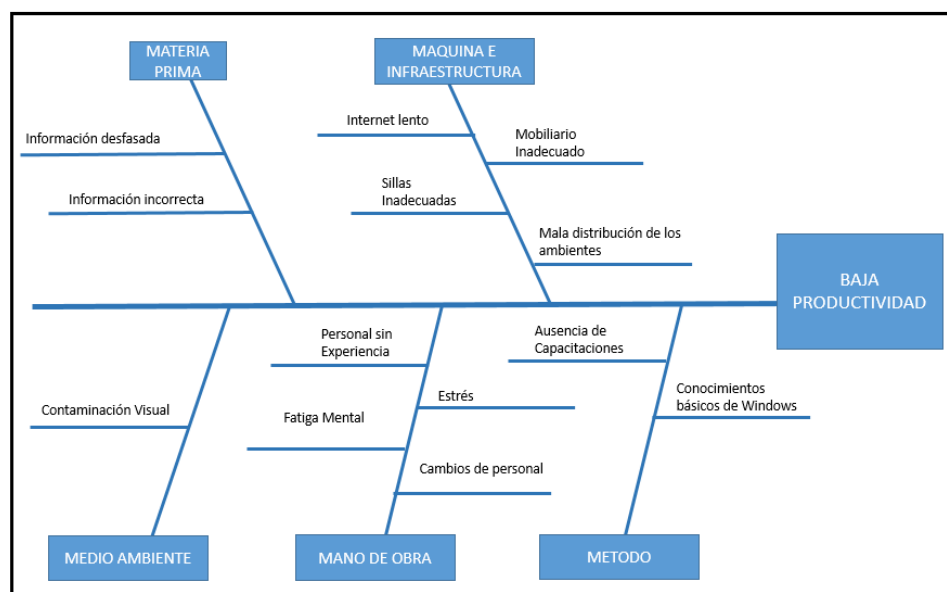 MATERIA
PRIMA
MAQUINA E
INFRAESTRUCTURA
Internet lento
Información desfasada
Mobiliario
Inadecuado
Información incorrecta
Sillas
Inadecuadas
Mala distribución de los
ambientes
BAJA
PRODUCTIVIDAD
Personal sin
Experiencia
Ausencia de
Capacitaciones
Contaminación Visual
Fatiga Mental
Estrés
Conocimientos
básicos de Windows
Cambios de personal
MEDIO AMBIENTE
MANO DE OBRA
METODO